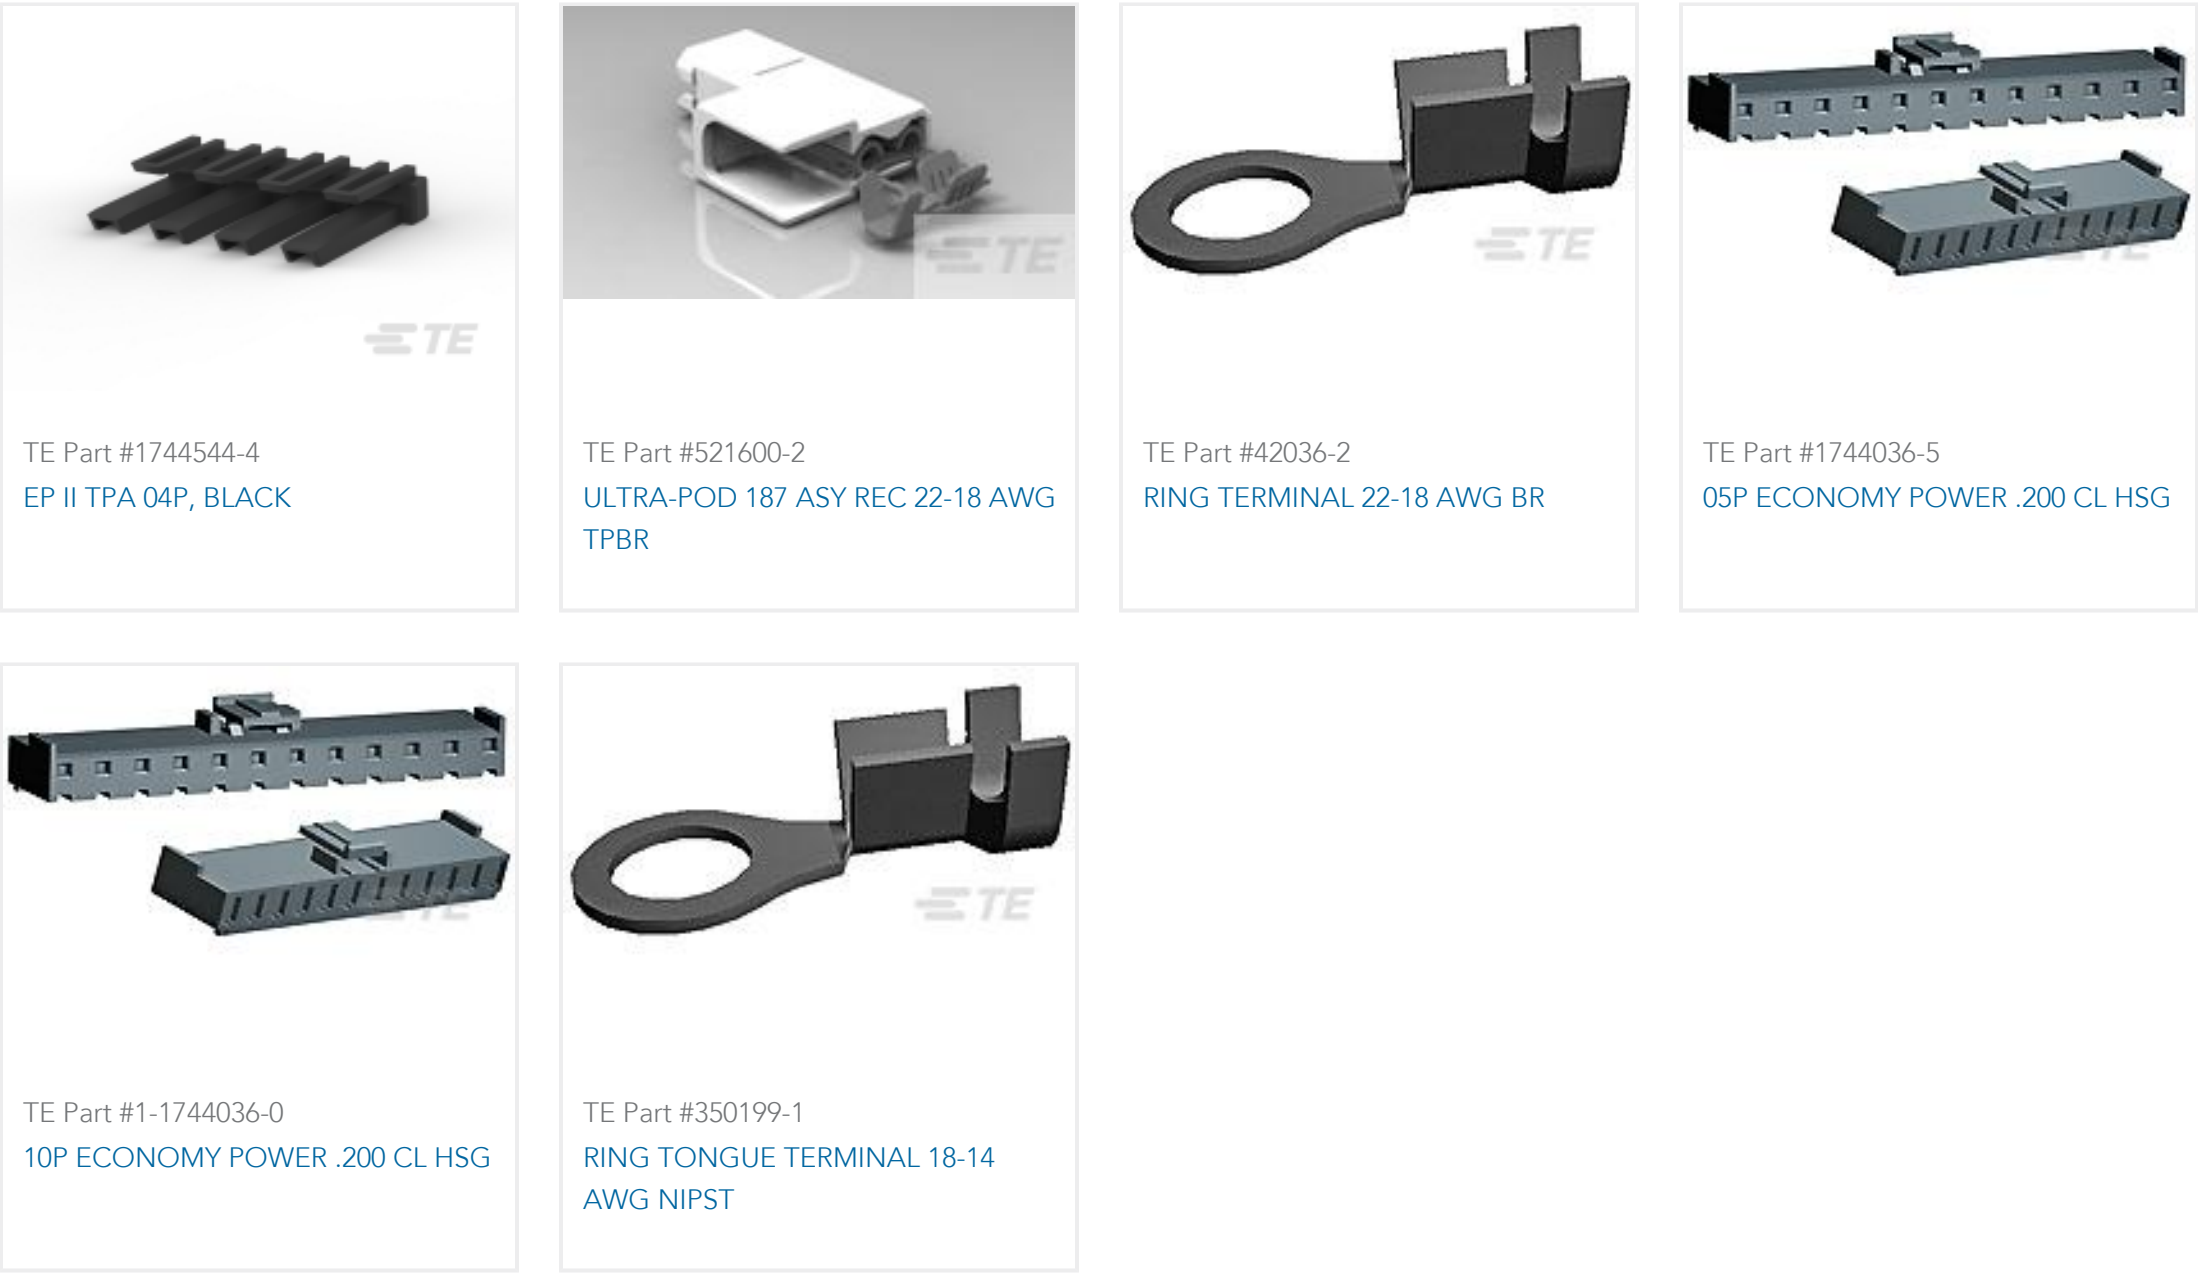 TE
TE Part #1744544-4
EP II TPA 04P, BLACK
TE
TE Part #521600-2
ULTRA-POD 187 ASY REC 22-18 AWG
TPBR
TE
TE Part #42036-2
RING TERMINAL 22-18 AWG BR
TE
TE Part #1744036-5
05P ECONOMY POWER .200 CL HSG
TE
TE Part #1-1744036-0
10P ECONOMY POWER .200 CL HSG
TE
TE Part #350199-1
RING TONGUE TERMINAL 18-14
AWG NIPST